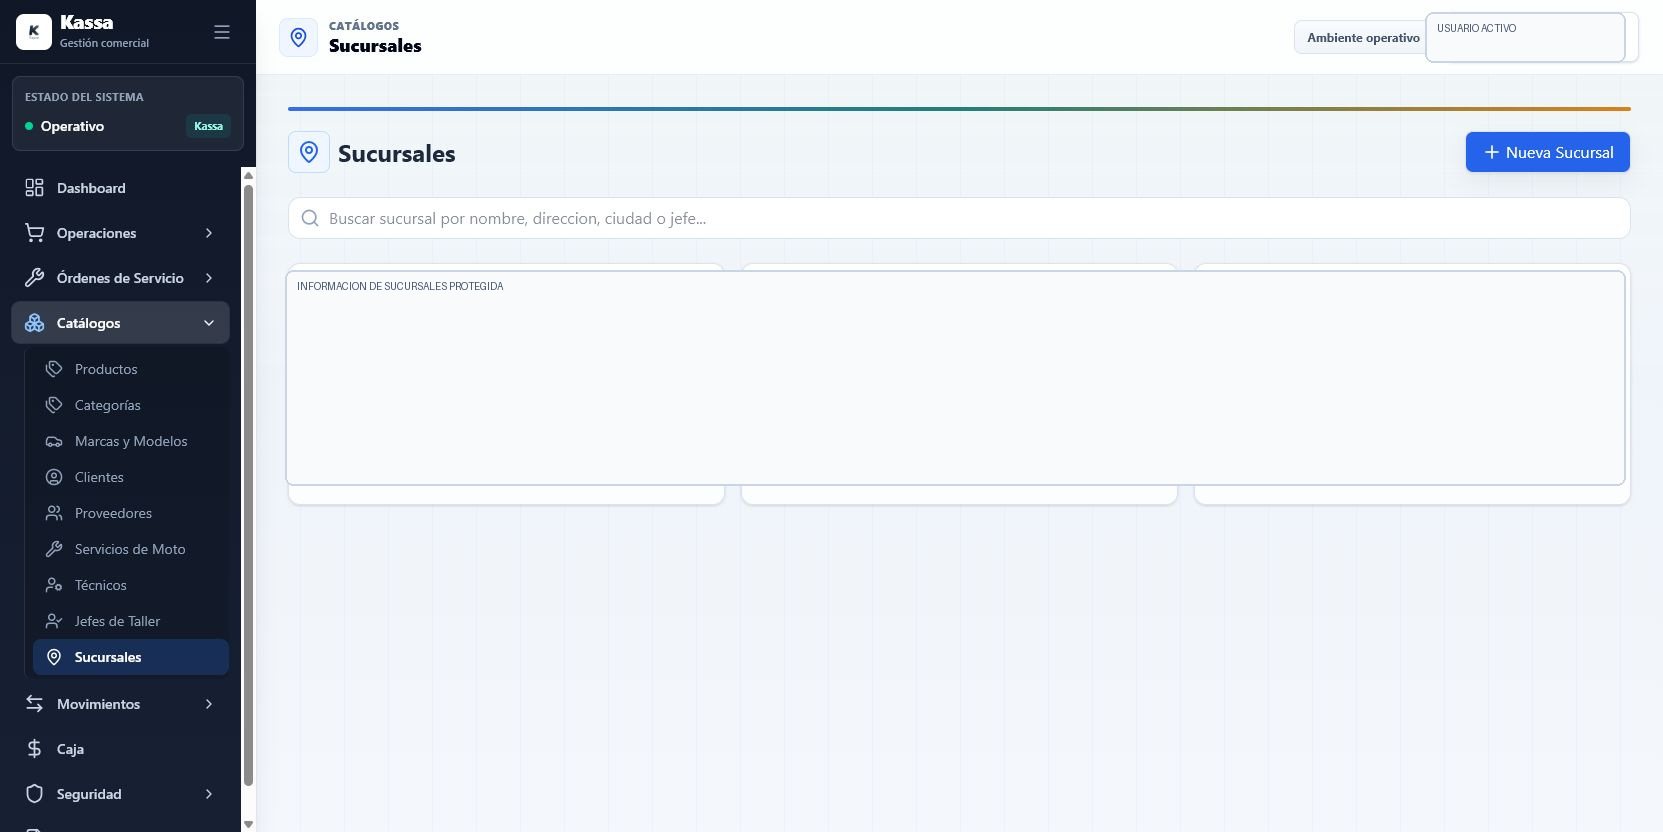 Kassa
Gestión comercial
ESTADO DEL SISTEMA
Operativo
Kassa
Dashboard
Operaciones
Órdenes de Servicio
Catálogos
Productos
Categorías
Marcas y Modelos
Clientes
Proveedores
Servicios de Moto
Técnicos
Jefes de Taller
Sucursales
Movimientos
Caja
Seguridad
CATÁLOGOS
Sucursales
Ambiente operativo
USUARIO ACTIVO
Sucursales
+ Nueva Sucursal
Buscar sucursal por nombre, direccion, ciudad o jefe...
INFORMACION DE SUCURSALES PROTEGIDA